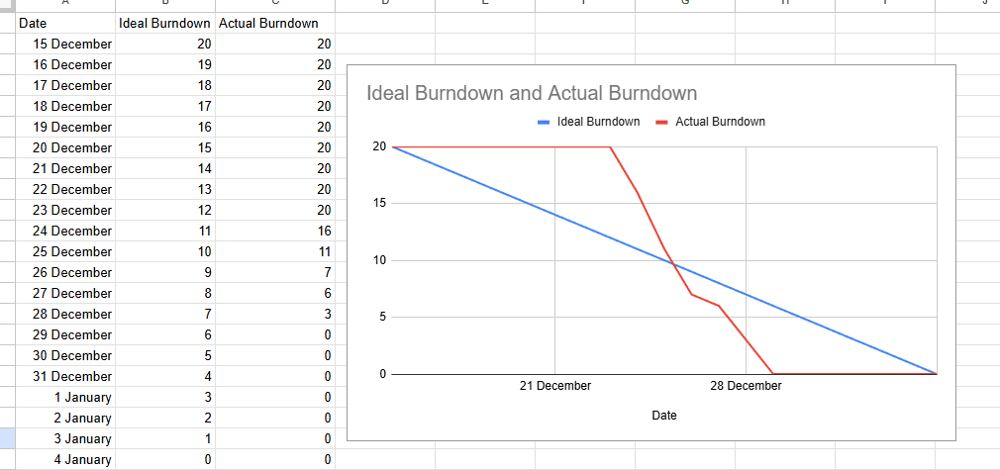 Date Ideal Burndown Actual Burndown
15 December 20 20
16 December 19 20
17 December 18 20
18 December 17 20
19 December 16 20
20 December 15 20
21 December 14 20
22 December 13 20
23 December 12 20
24 December 11 16
25 December 10 11
26 December 9 7
27 December 8 6
28 December 7 3
29 December 6 0
30 December 5 0
31 December 4 0
1 January 3 0
2 January 2 0
3 January 1 0
4 January 0 0
Ideal Burndown and Actual Burndown
Ideal Burndown Actual Burndown
20
15
10
5
0
21 December 28 December
Date